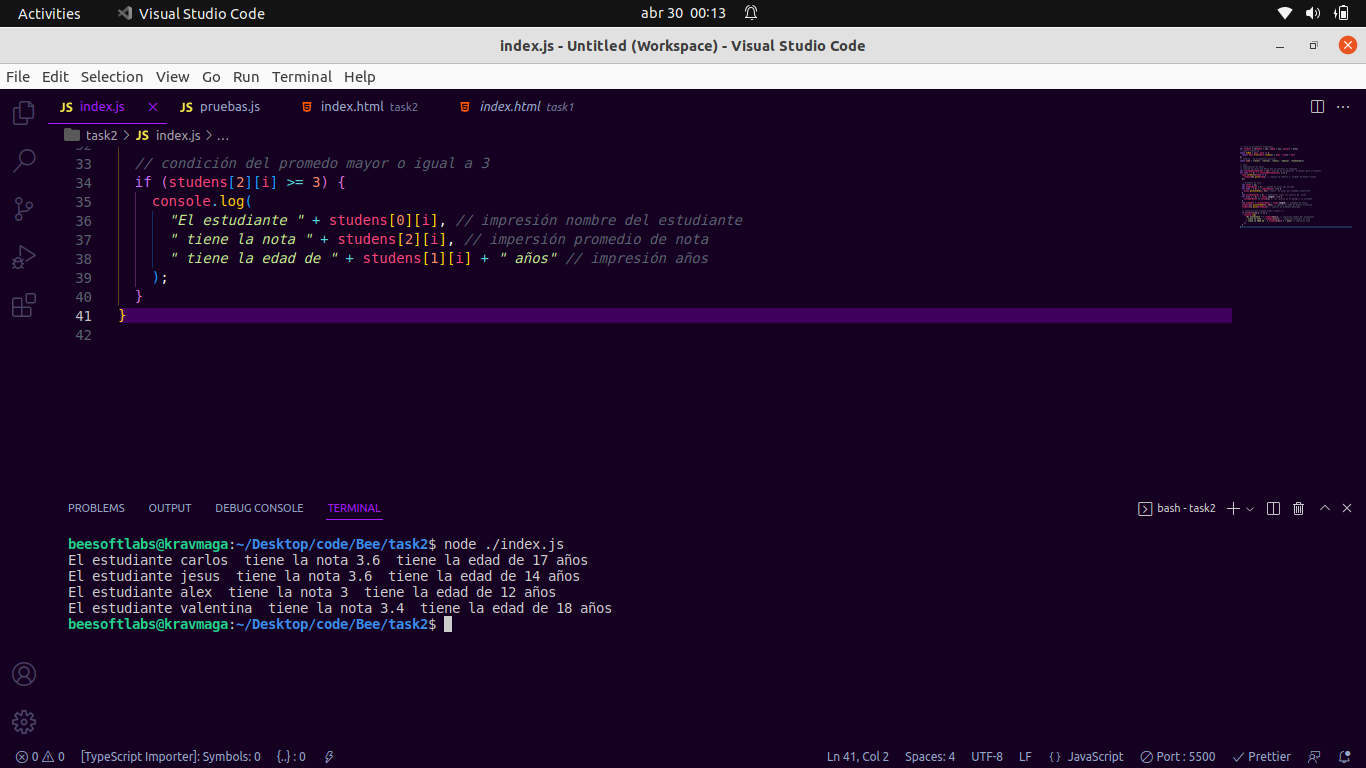 Activities Visual Studio Code abr 30 00:13
index.js - Untitled (Workspace) - Visual Studio Code
File Edit Selection View Go Run Terminal Help
JS index.js JS pruebas.js index.html task2 index.html task1
task2 > JS index.js > ...
32
33 // condición del promedo mayor o igual a 3
34 if (studens[2][i] >= 3) {
35 console.log(
36 "El estudiante " + studens[0][i], // impresión nombre del estudiante
37 " tiene la nota " + studens[2][i], // impersión promedio de nota
38 " tiene la edad de " + studens[1][i] + " años" // impresión años
39 );
40 }
41 }
42
PROBLEMS OUTPUT DEBUG CONSOLE TERMINAL bash - task2
beesoftlabs@kravmaga:~/Desktop/code/Bee/task2$ node ./index.js
El estudiante carlos  tiene la nota 3.6  tiene la edad de 17 años
El estudiante jesus  tiene la nota 3.6  tiene la edad de 14 años
El estudiante alex  tiene la nota 3  tiene la edad de 12 años
El estudiante valentina  tiene la nota 3.4  tiene la edad de 18 años
beesoftlabs@kravmaga:~/Desktop/code/Bee/task2$
0 0 [TypeScript Importer]: Symbols: 0 {..} : 0 Ln 41, Col 2 Spaces: 4 UTF-8 LF {} JavaScript Port : 5500 Prettier